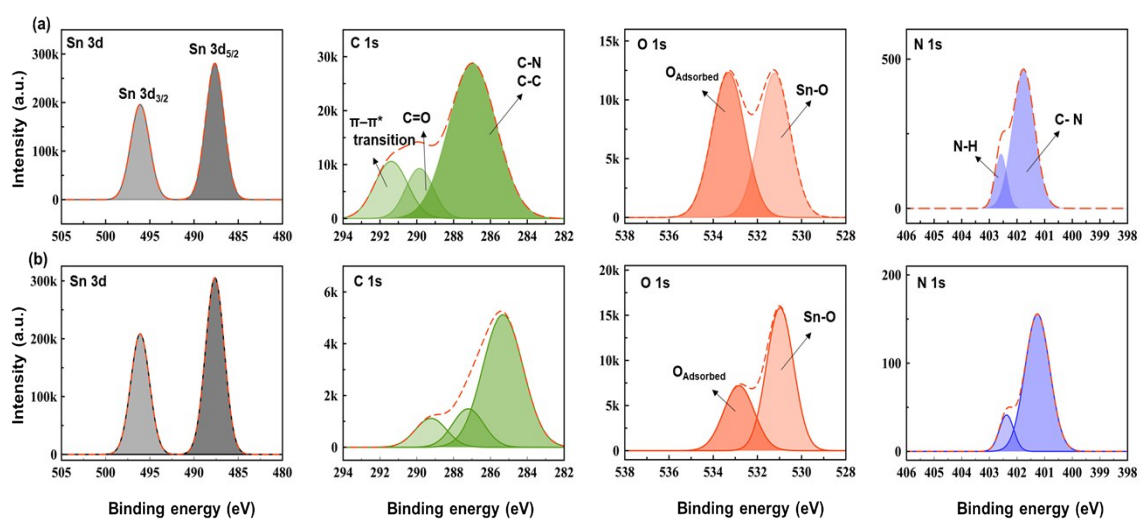 (a)
Intensity (a.u.)
Sn 3d
Sn 3d5/2
Sn 3d3/2
300k
200k
100k
0
505 500 495 490 485 480
C 1s
C-N
C-C
C=O
π–π*
transition
30k
20k
10k
0
294 292 290 288 286 284 282
O 1s
OAdsorbed
Sn-O
15k
12k
9k
6k
3k
0
538 536 534 532 530 528
N 1s
N-H
C- N
500
0
406 405 404 403 402 401 400 399 398
(b)
Intensity (a.u.)
Sn 3d
300k
200k
100k
0
505 500 495 490 485 480
Binding energy (eV)
C 1s
6k
4k
2k
0
294 292 290 288 286 284 282
Binding energy (eV)
O 1s
Sn-O
OAdsorbed
20k
15k
10k
5k
0
538 536 534 532 530 528
Binding energy (eV)
N 1s
200
100
0
406 405 404 403 402 401 400 399 398
Binding energy (eV)